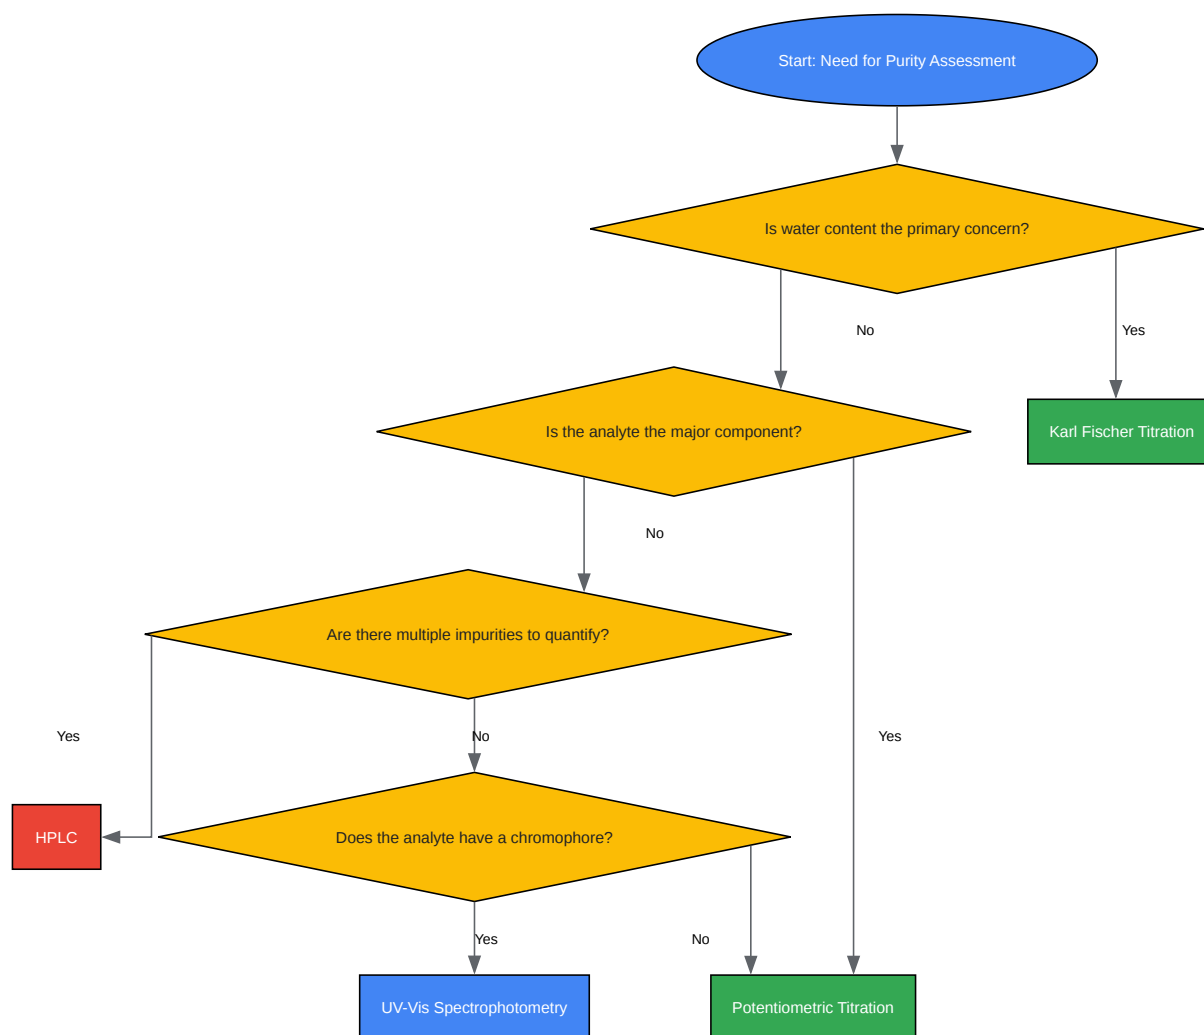 Start: Need for Purity Assessment
Is water content the primary concern?
No
Yes
Karl Fischer Titration
Is the analyte the major component?
No
Are there multiple impurities to quantify?
Yes
No
Yes
HPLC
Does the analyte have a chromophore?
Yes
No
UV-Vis Spectrophotometry
Potentiometric Titration